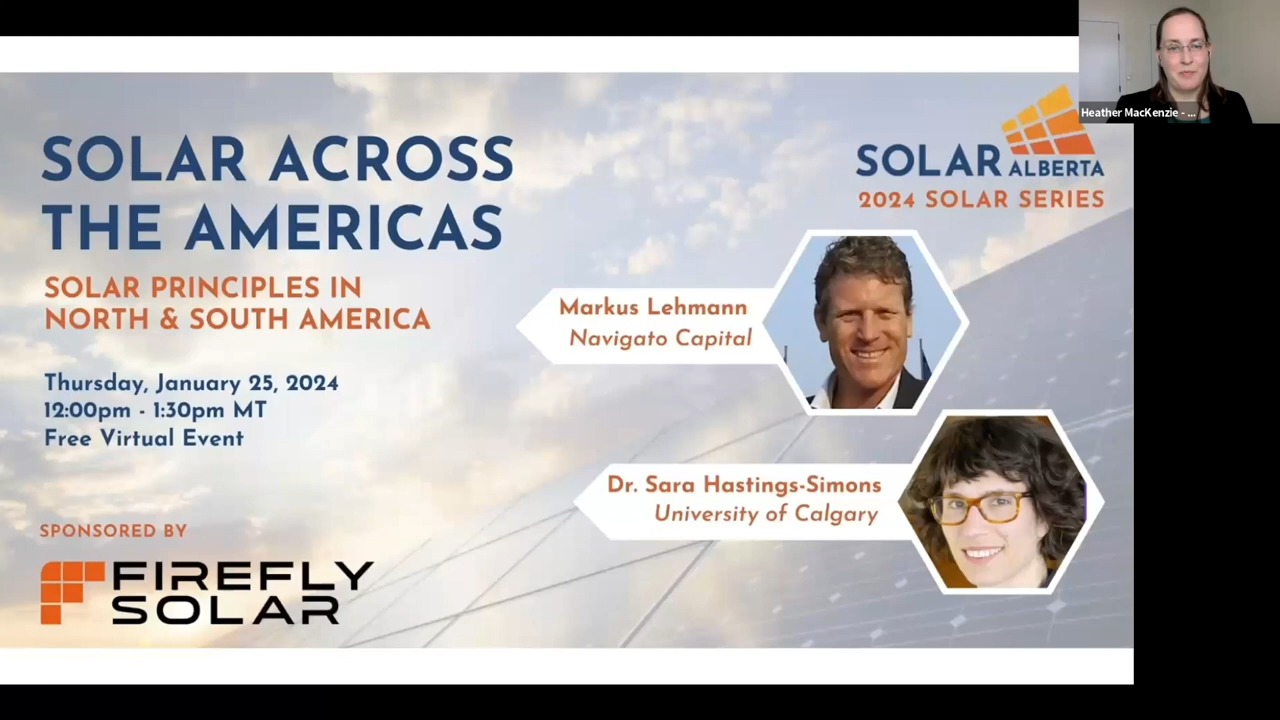 SOLAR ACROSS
THE AMERICAS
SOLAR PRINCIPLES IN
NORTH & SOUTH AMERICA
Thursday, January 25, 2024
12:00pm - 1:30pm MT
Free Virtual Event
SPONSORED BY
FIREFLY
SOLAR
Heather MacKenzie - ...
SOLAR ALBERTA
2024 SOLAR SERIES
Markus Lehmann
Navigato Capital
Dr. Sara Hastings-Simons
University of Calgary